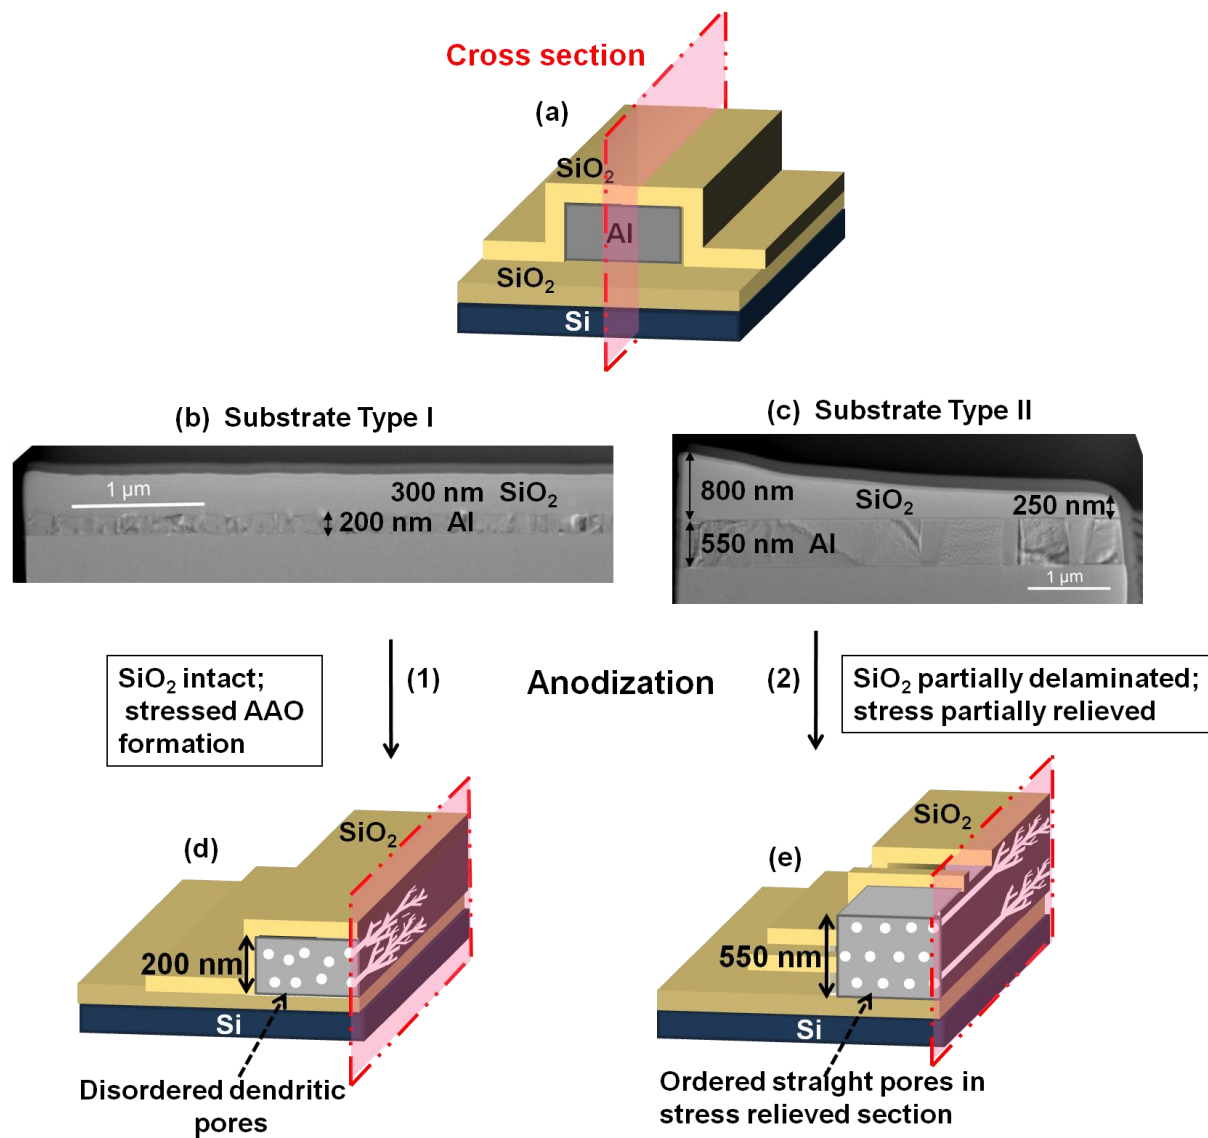 Cross section
(a)
SiO₂
Al
SiO₂
Si
(b) Substrate Type I
(c) Substrate Type II
1 µm
300 nm SiO₂
200 nm Al
800 nm
SiO₂
250 nm
550 nm Al
1 µm
SiO₂ intact;
stressed AAO
formation
(1)
Anodization
(2)
SiO₂ partially delaminated;
stress partially relieved
(d)
SiO₂
200 nm
Si
Disordered dendritic
pores
(e)
SiO₂
550 nm
Si
Ordered straight pores in
stress relieved section